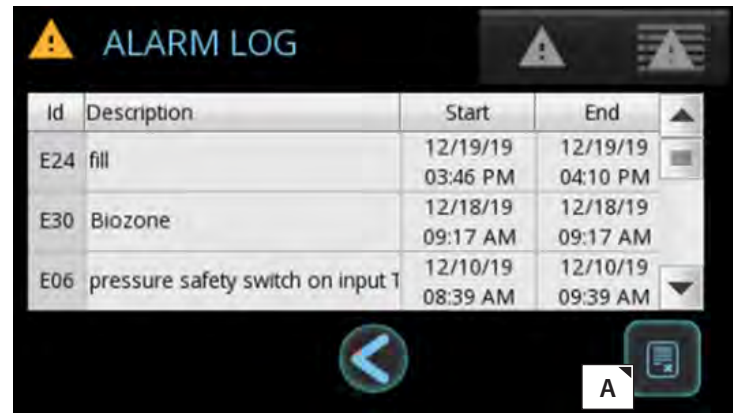 ALARM LOG
Id Description Start End
E24 fill 12/19/19 03:46 PM 12/19/19 04:10 PM
E30 Biozone 12/18/19 09:17 AM 12/18/19 09:17 AM
E06 pressure safety switch on input 12/10/19 08:39 AM 12/10/19 09:39 AM
A